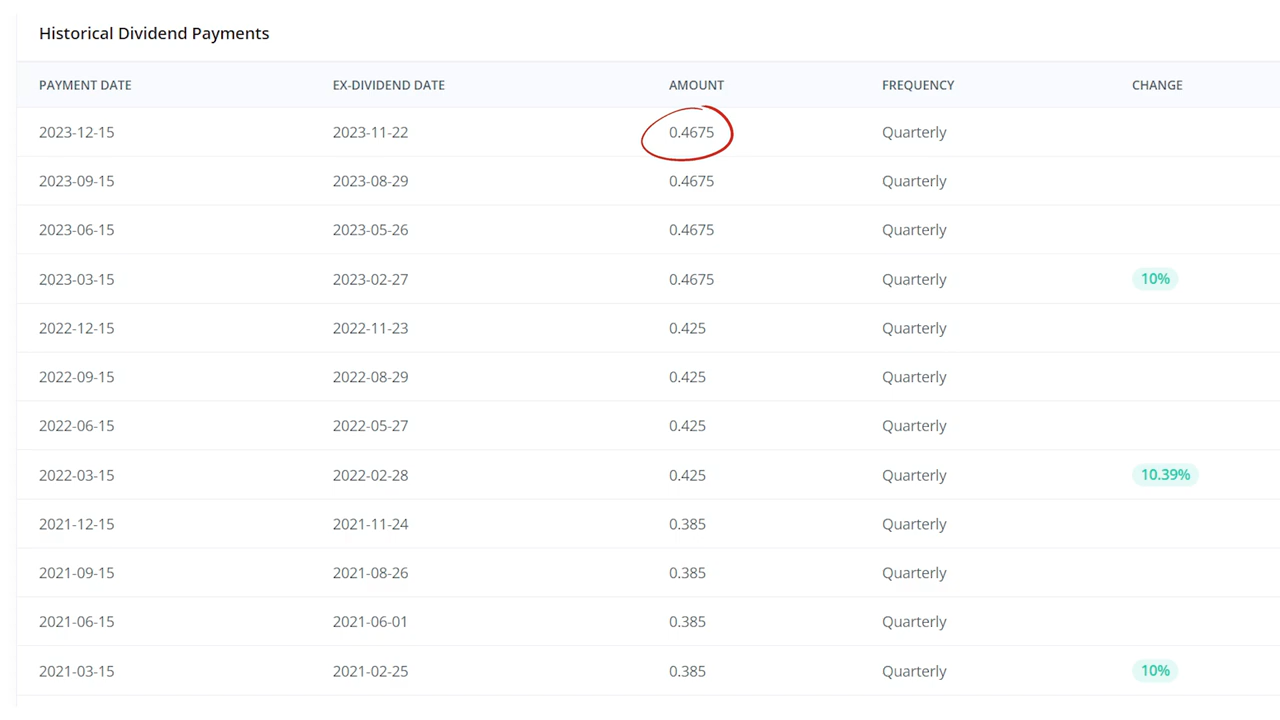 Historical Dividend Payments
PAYMENT DATE EX-DIVIDEND DATE AMOUNT FREQUENCY CHANGE
2023-12-15 2023-11-22 0.4675 Quarterly
2023-09-15 2023-08-29 0.4675 Quarterly
2023-06-15 2023-05-26 0.4675 Quarterly
2023-03-15 2023-02-27 0.4675 Quarterly 10%
2022-12-15 2022-11-23 0.425 Quarterly
2022-09-15 2022-08-29 0.425 Quarterly
2022-06-15 2022-05-27 0.425 Quarterly
2022-03-15 2022-02-28 0.425 Quarterly 10.39%
2021-12-15 2021-11-24 0.385 Quarterly
2021-09-15 2021-08-26 0.385 Quarterly
2021-06-15 2021-06-01 0.385 Quarterly
2021-03-15 2021-02-25 0.385 Quarterly 10%